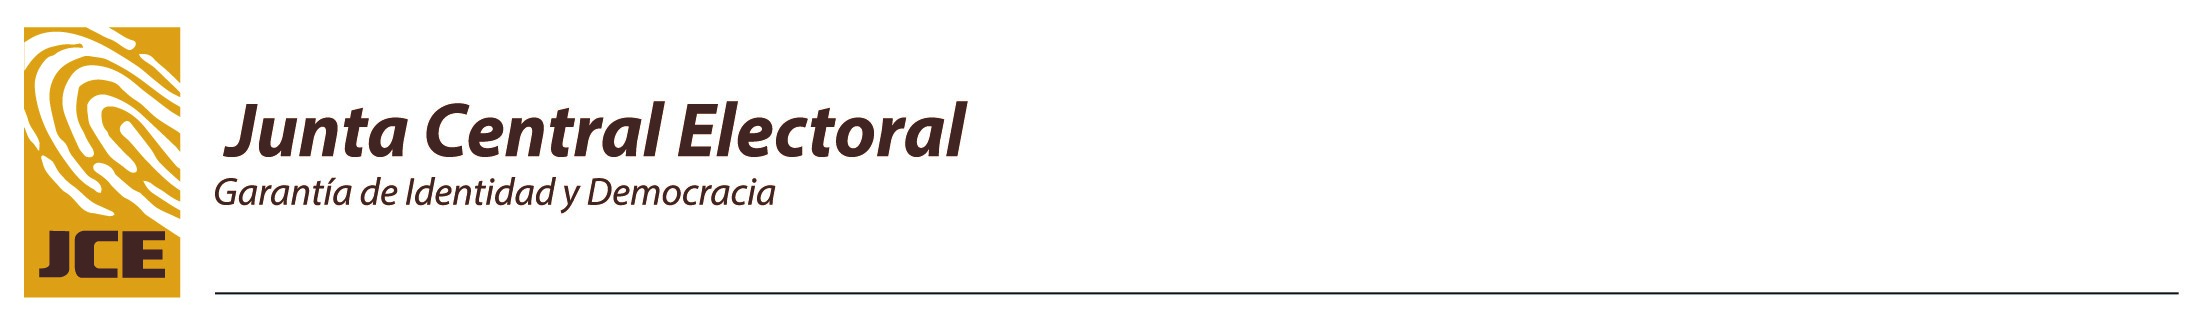 Junta Central Electoral
Garantía de Identidad y Democracia
JCE